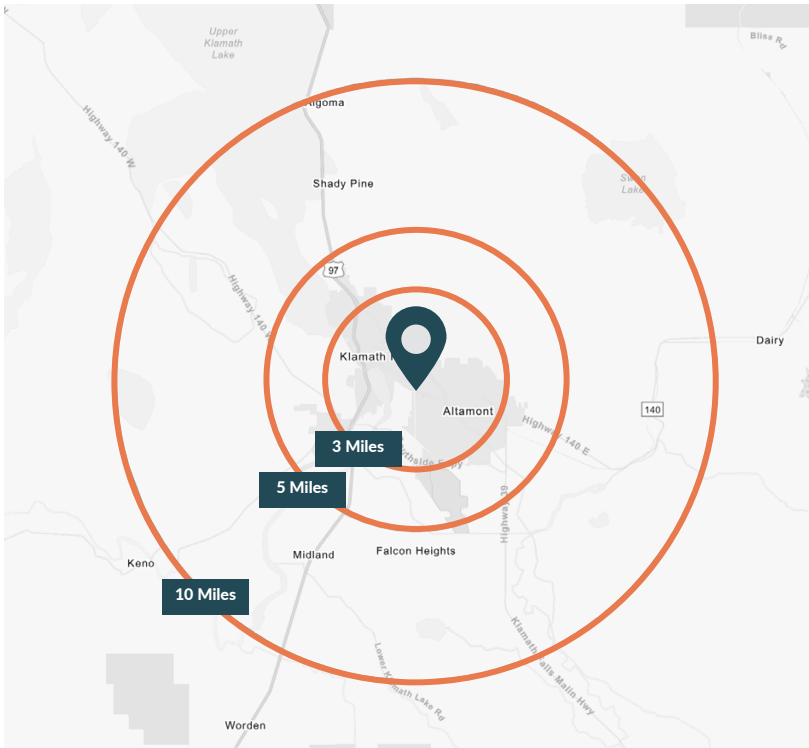 Upper
Klamath
Lake
Bliss Rd
Algoma
Highway 140 W
Shady Pine
Swan
Lake
97
Highway 140 W
Dairy
Klamath
Altamont
140
Highway 140 E
3 Miles
5 Miles
Highway 39
Midland
Falcon Heights
Keno
10 Miles
Klamath Falls Malin Hwy
Lower Klamath Lake Rd
Worden